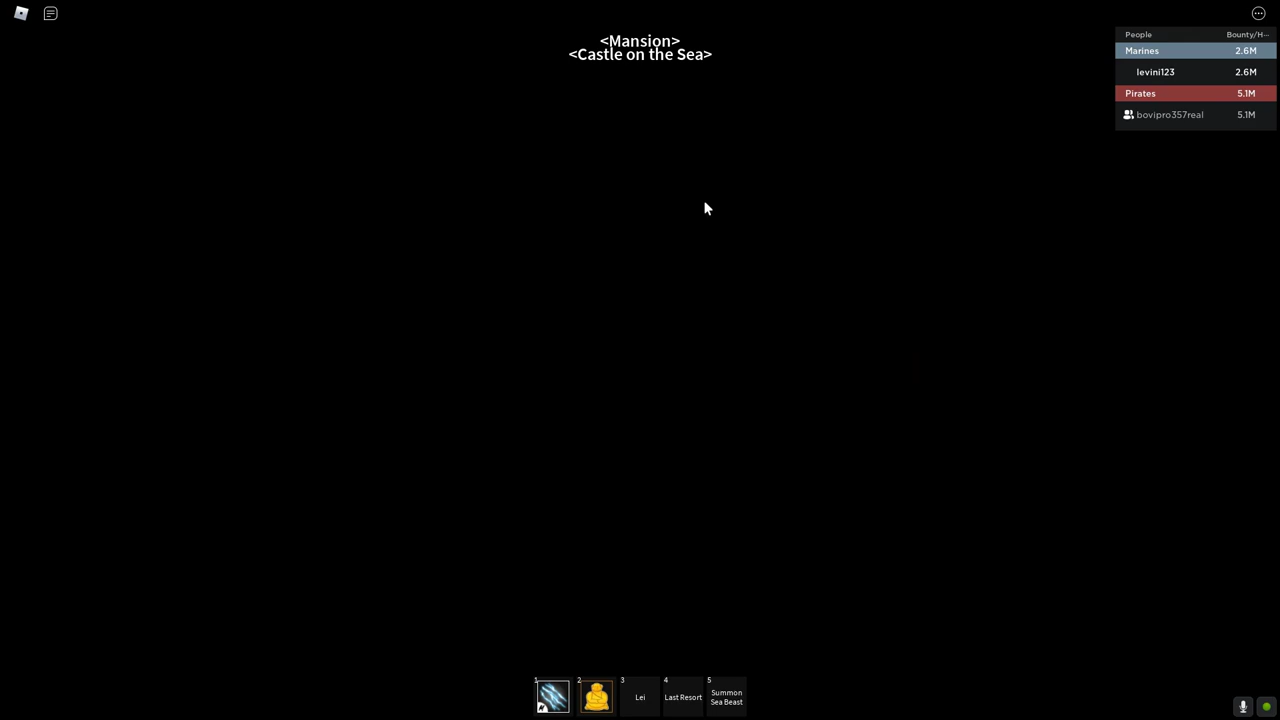 <Mansion>
<Castle on the Sea>
People Bounty/H···
Marines 2.6M
levini123 2.6M
Pirates 5.1M
bovipro357real 5.1M
1 2 3 4 5
Lei
Last Resort
Summon
Sea Beast